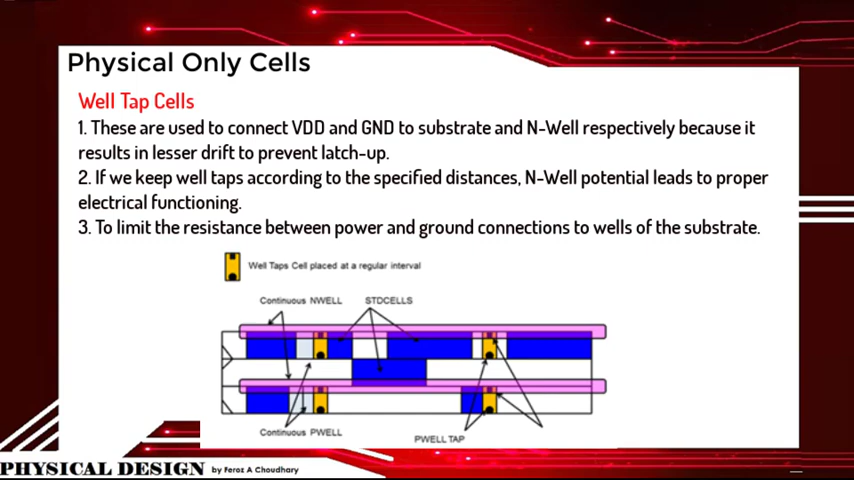 Physical Only Cells
Well Tap Cells
1. These are used to connect VDD and GND to substrate and N-Well respectively because it
results in lesser drift to prevent latch-up.
2. If we keep well taps according to the specified distances, N-Well potential leads to proper
electrical functioning.
3. To limit the resistance between power and ground connections to wells of the substrate.
Well Taps Cell placed at a regular interval
Continuous NWELL STDCELLS
Continuous PWELL
PWELL TAP
PHYSICAL DESIGN by Feroz A Choudhary